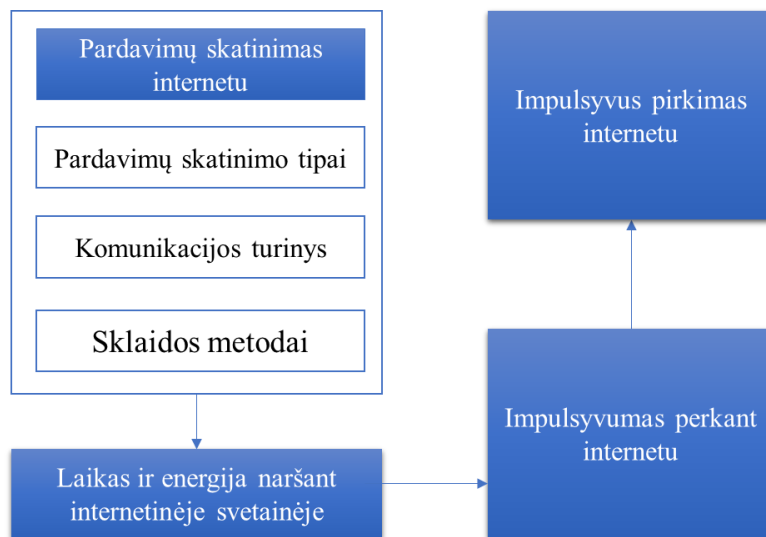 Pardavimų skatinimas
internetu
Pardavimų skatinimo tipai
Komunikacijos turinys
Sklaidos metodai
Laikas ir energija naršant
internetinėje svetainėje
Impulsyvumas perkant
internetu
Impulsyvus pirkimas
internetu